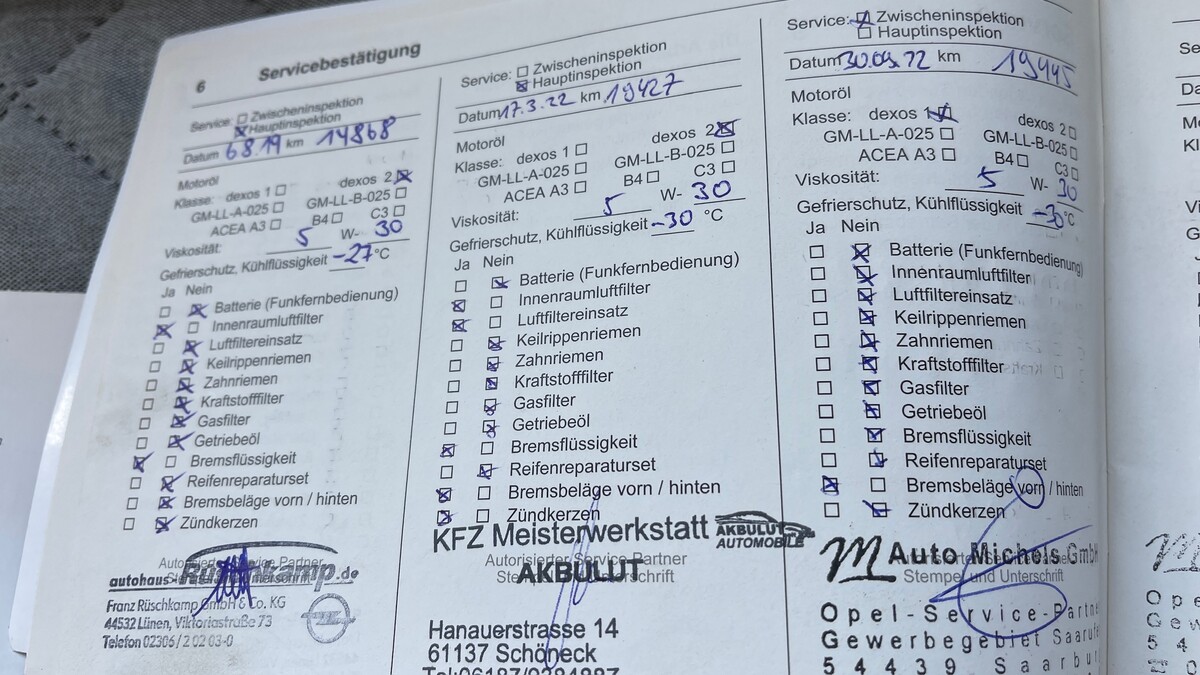 6 Servicebestätigung
Service: Zwischeninspektion
Hauptinspektion
Datum 6.8.19 km 14868
Motoröl
Klasse: dexos 1 dexos 2
GM-LL-A-025 GM-LL-B-025
ACEA A3 B4 C3
Viskosität: 5 W- 30
Gefrierschutz, Kühlflüssigkeit -27 °C
Ja Nein
Batterie (Funkfernbedienung)
Innenraumluftfilter
Luftfiltereinsatz
Keilrippenriemen
Zahnriemen
Kraftstofffilter
Gasfilter
Getriebeöl
Bremsflüssigkeit
Reifenreparaturset
Bremsbeläge vorn / hinten
Zündkerzen
autohaus-Rüschkamp.de
Franz Rüschkamp GmbH & Co. KG
44532 Lünen, Viktoriastraße 73
Telefon 02306 / 2 02 03-0
Service: Zwischeninspektion
Hauptinspektion
Datum 17.3.22 km 19427
Motoröl
Klasse: dexos 1 dexos 2
GM-LL-A-025 GM-LL-B-025
ACEA A3 B4 C3
Viskosität: 5 W- 30
Gefrierschutz, Kühlflüssigkeit -30 °C
Ja Nein
Batterie (Funkfernbedienung)
Innenraumluftfilter
Luftfiltereinsatz
Keilrippenriemen
Zahnriemen
Kraftstofffilter
Gasfilter
Getriebeöl
Bremsflüssigkeit
Reifenreparaturset
Bremsbeläge vorn / hinten
Zündkerzen
KFZ Meisterwerkstatt AKBULUT AUTOMOBILE
Autorisierter Service Partner
AKBULUT
Hanauerstrasse 14
61137 Schöneck
Service: Zwischeninspektion
Hauptinspektion
Datum 30.09.22 km 19445
Motoröl
Klasse: dexos 1 dexos 2
GM-LL-A-025 GM-LL-B-025
ACEA A3 B4 C3
Viskosität: 5 W- 30
Gefrierschutz, Kühlflüssigkeit -30 °C
Ja Nein
Batterie (Funkfernbedienung)
Innenraumluftfilter
Luftfiltereinsatz
Keilrippenriemen
Zahnriemen
Kraftstofffilter
Gasfilter
Getriebeöl
Bremsflüssigkeit
Reifenreparaturset
Bremsbeläge vorn / hinten
Zündkerzen
Auto Michels GmbH
Stempel und Unterschrift
Opel-Service-Partne
Gewerbegebiet Saarufe
54439 Saarbu